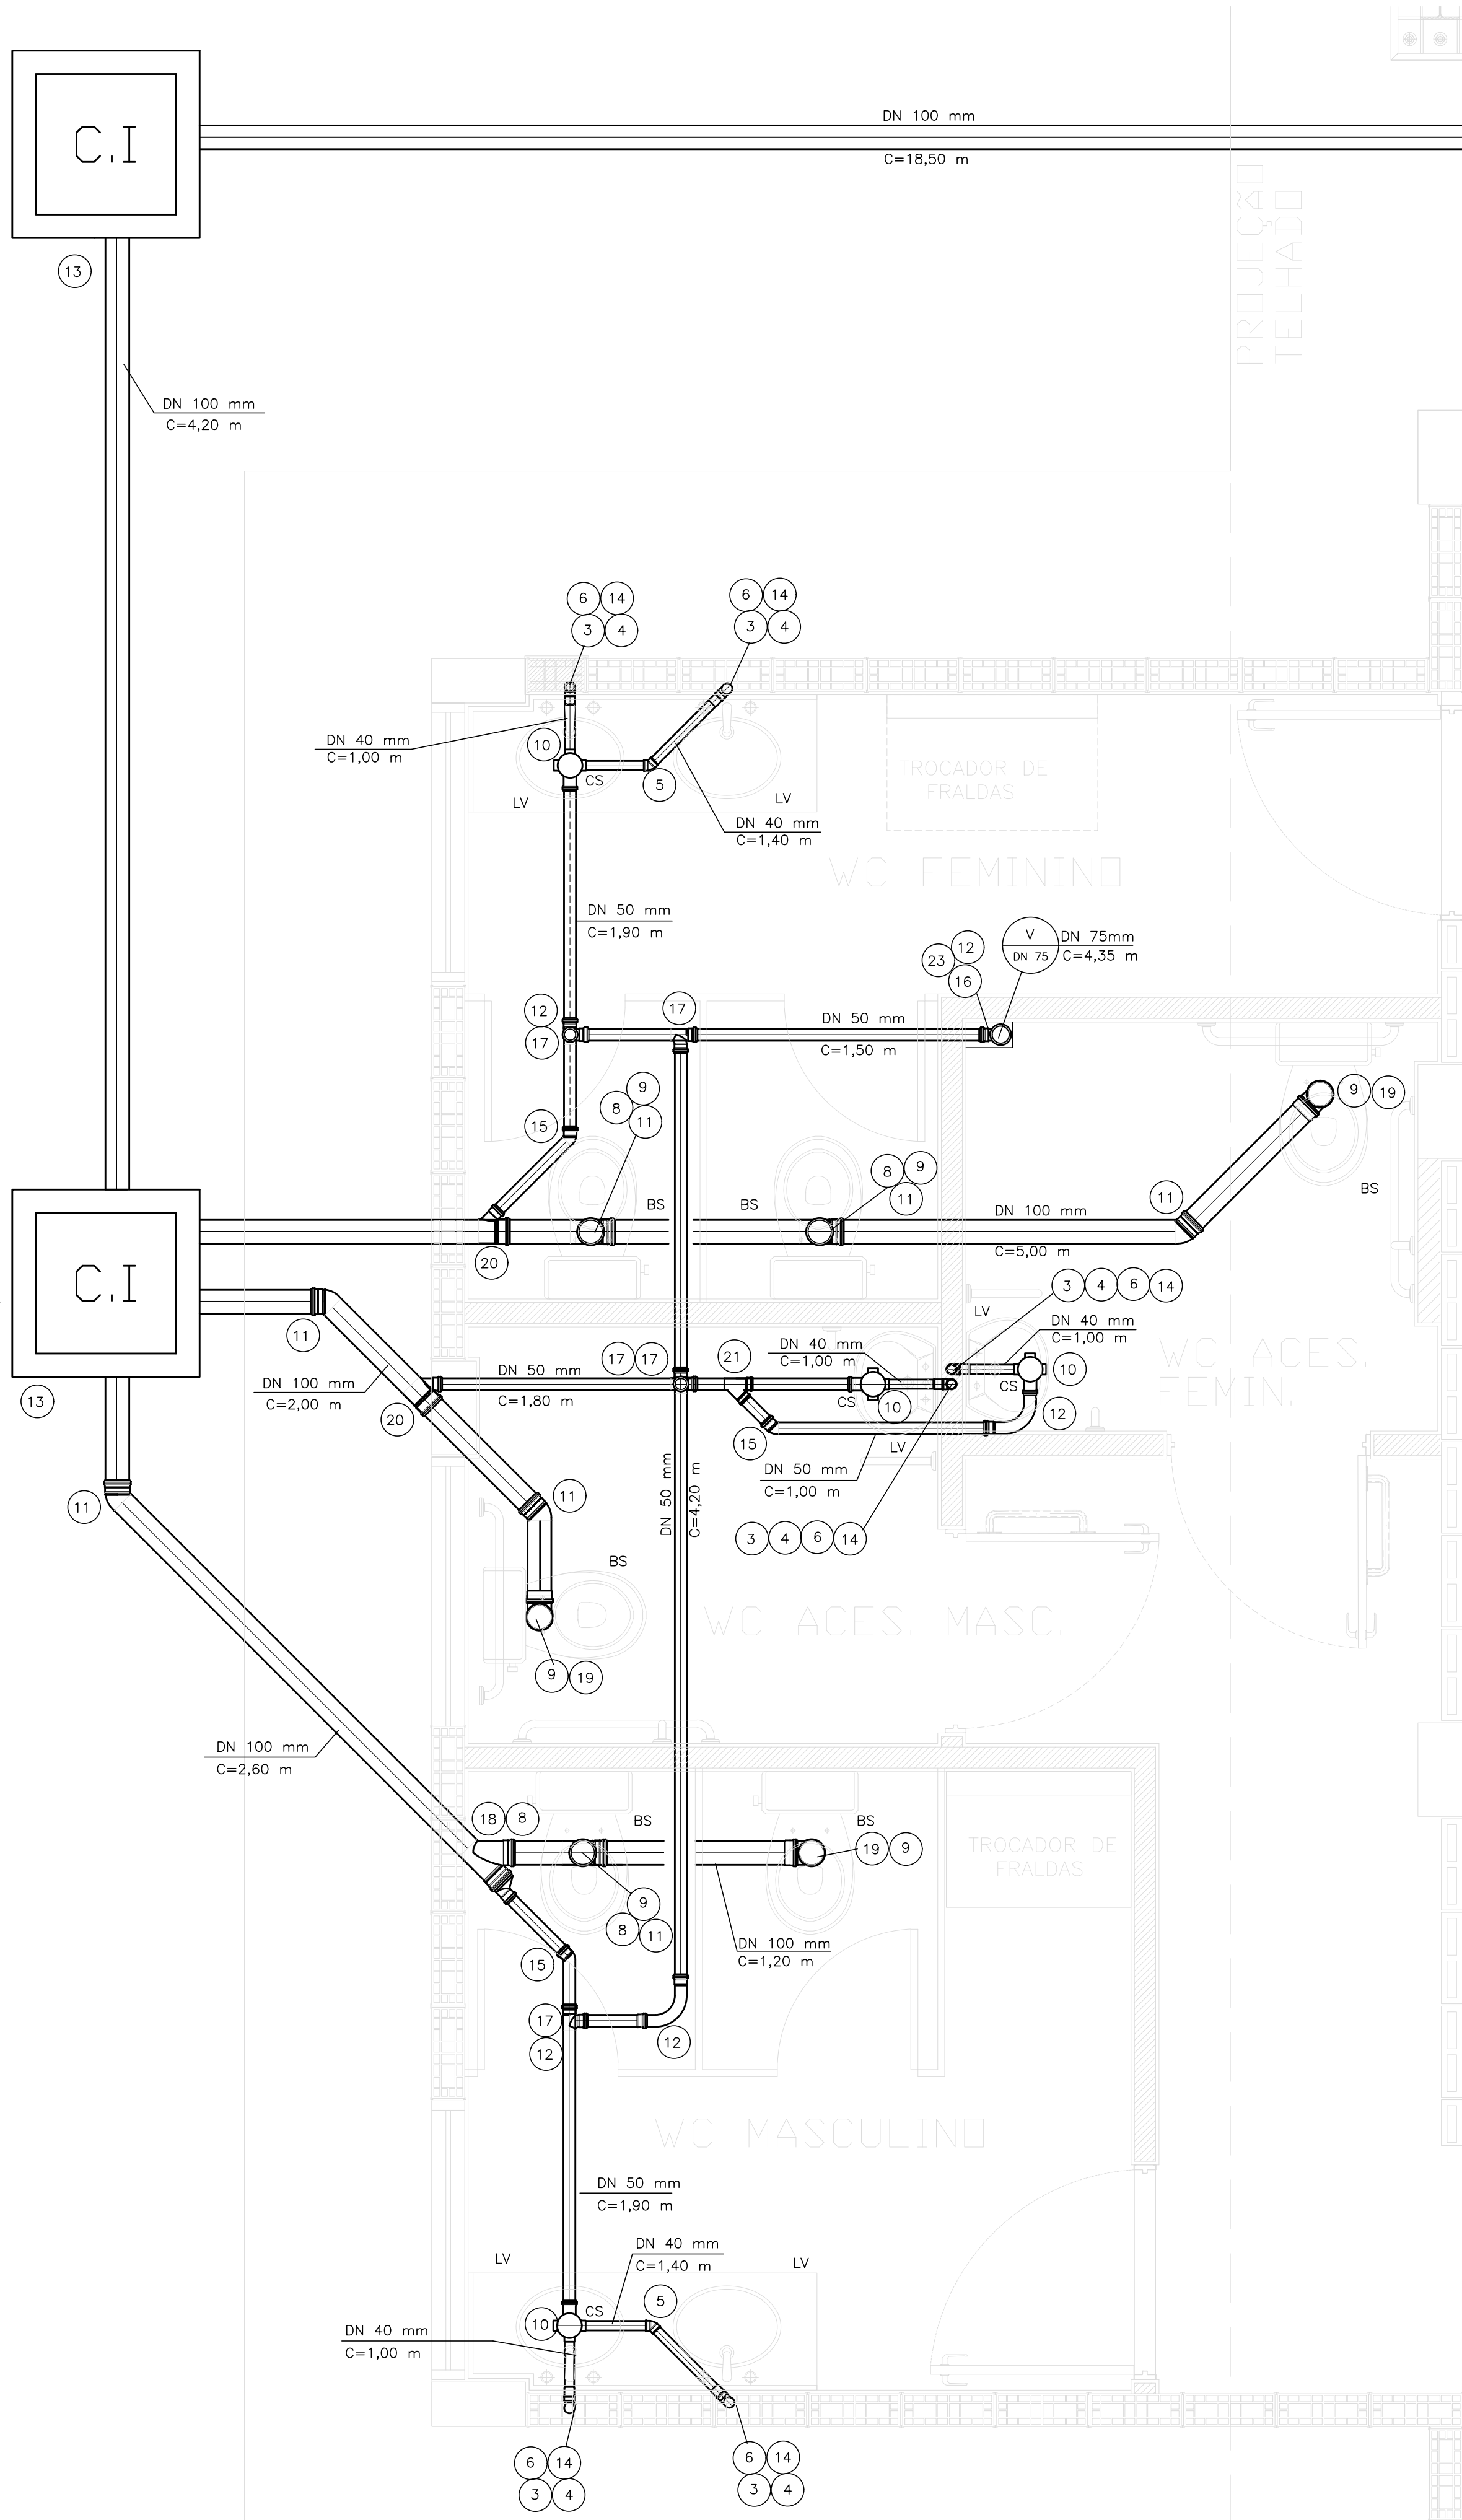 C.I
DN 100 mm
C=18,50 m
PROJEÇÃO
TELHADO
13
DN 100 mm
C=4,20 m
6 14
3 4
6 14
3 4
DN 40 mm
C=1,00 m
10
CS
5
LV
LV
TROCADOR DE
FRALDAS
DN 40 mm
C=1,40 m
WC FEMININO
DN 50 mm
C=1,90 m
V
DN 75
DN 75mm
C=4,35 m
12
23
16
12
17
17
DN 50 mm
C=1,50 m
9
8
11
15
9
8
11
9 19
BS
BS
BS
11
DN 100 mm
C=5,00 m
20
C.I
11
3 4 6 14
LV
DN 40 mm
C=1,00 m
WC ACES.
FEMIN.
DN 40 mm
C=1,00 m
17 17
21
DN 50 mm
C=1,80 m
10
CS
10
CS
12
DN 100 mm
C=2,00 m
20
13
15
LV
DN 50 mm
C=1,00 m
DN 50 mm
C=4,20 m
11
11
3 4 6 14
BS
WC ACES. MASC.
9 19
DN 100 mm
C=2,60 m
18 8
BS
BS
19 9
TROCADOR DE
FRALDAS
9
8
11
DN 100 mm
C=1,20 m
15
17
12
12
WC MASCULINO
DN 50 mm
C=1,90 m
DN 40 mm
C=1,40 m
LV
LV
5
CS
10
DN 40 mm
C=1,00 m
6 14
3 4
6 14
3 4